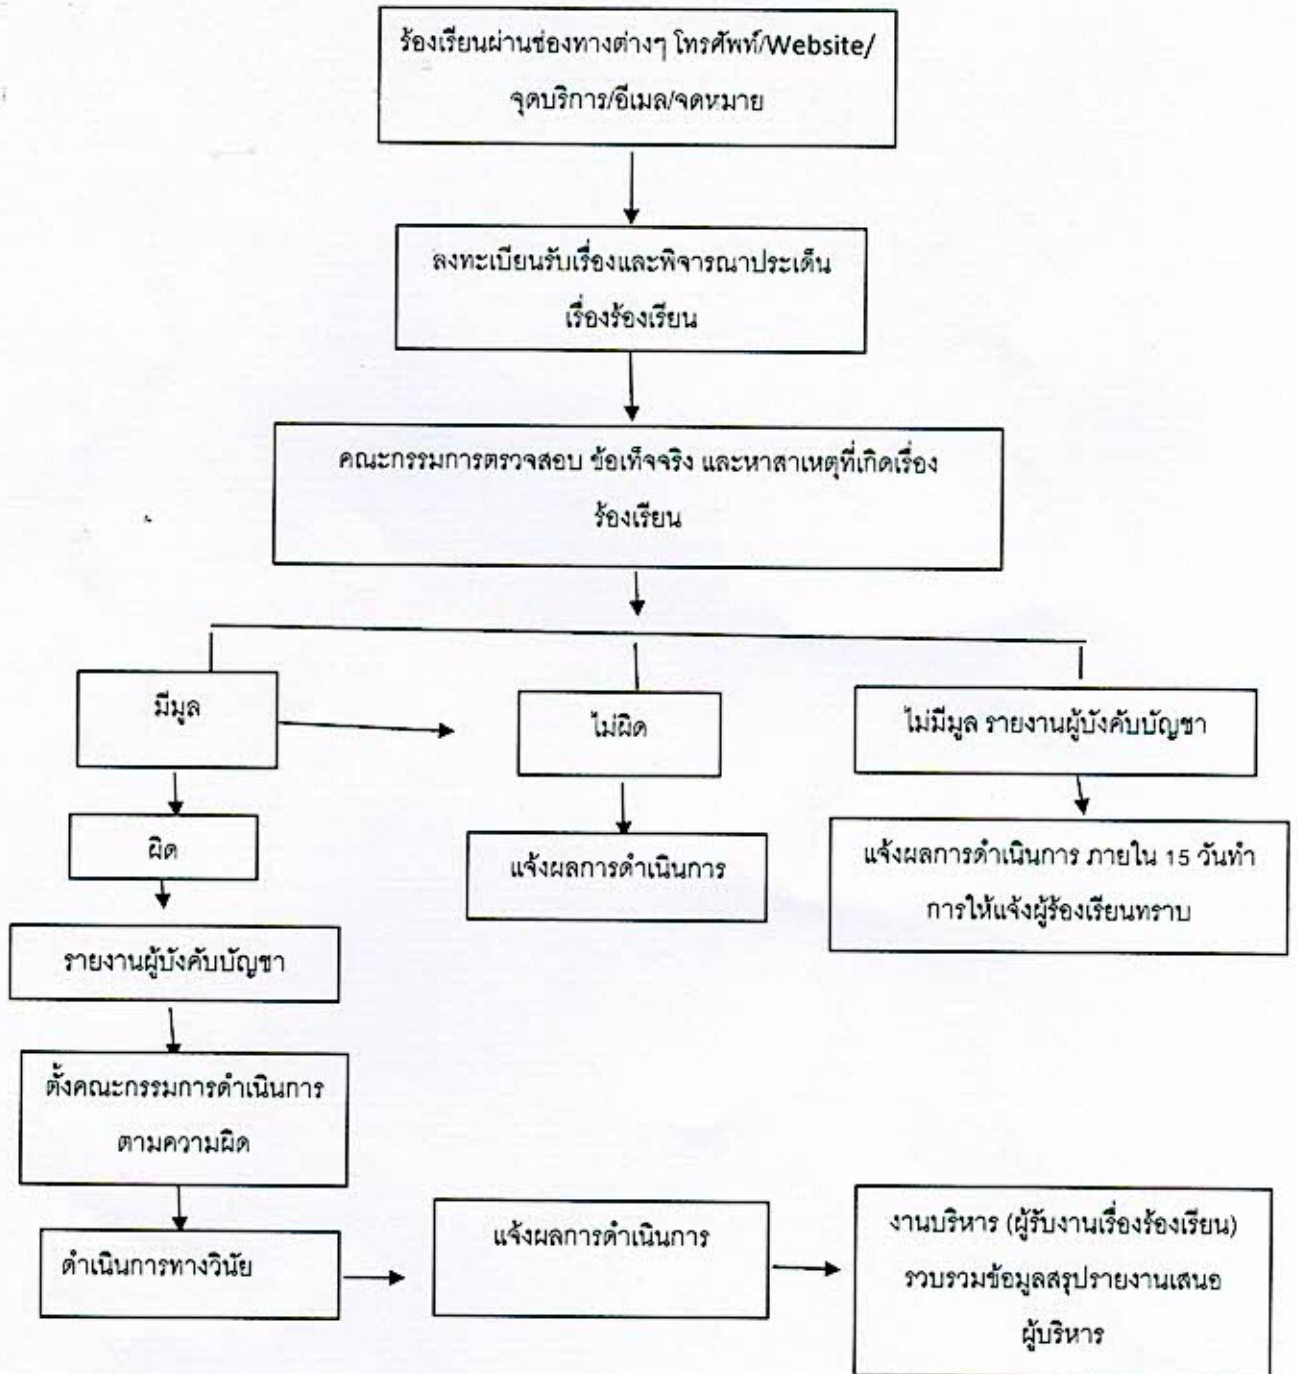 ร้องเรียนผ่านช่องทางต่างๆ โทรศัพท์/Website/
จุดบริการ/อีเมล/จดหมาย
ลงทะเบียนรับเรื่องและพิจารณาประเด็น
เรื่องร้องเรียน
คณะกรรมการตรวจสอบ ข้อเท็จจริง และหาสาเหตุที่เกิดเรื่อง
ร้องเรียน
มีมูล
ไม่ผิด
ไม่มีมูล รายงานผู้บังคับบัญชา
ผิด
แจ้งผลการดำเนินการ
แจ้งผลการดำเนินการ ภายใน 15 วันทำ
การให้แจ้งผู้ร้องเรียนทราบ
รายงานผู้บังคับบัญชา
ตั้งคณะกรรมการดำเนินการ
ตามความผิด
ดำเนินการทางวินัย
แจ้งผลการดำเนินการ
งานบริหาร (ผู้รับงานเรื่องร้องเรียน)
รวบรวมข้อมูลสรุปรายงานเสนอ
ผู้บริหาร